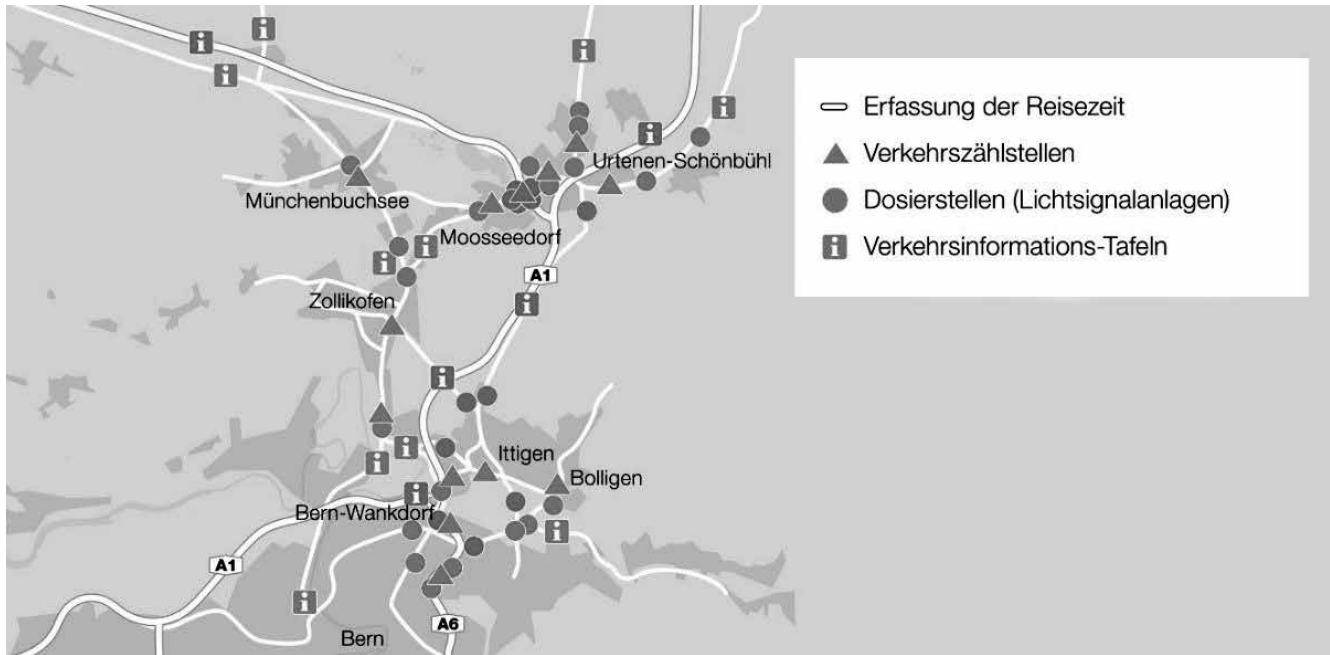 Erfassung der Reisezeit
Verkehrszählstellen
Dosierstellen (Lichtsignalanlagen)
i Verkehrsinformations-Tafeln
i
i
i
i
i
i
Urtenen-Schönbühl
Münchenbuchsee
Moosseedorf
i
i
A1
Zollikofen
i
i
i
Ittigen
i
Bolligen
i
Bern-Wankdorf
i
A1
i
A6
Bern